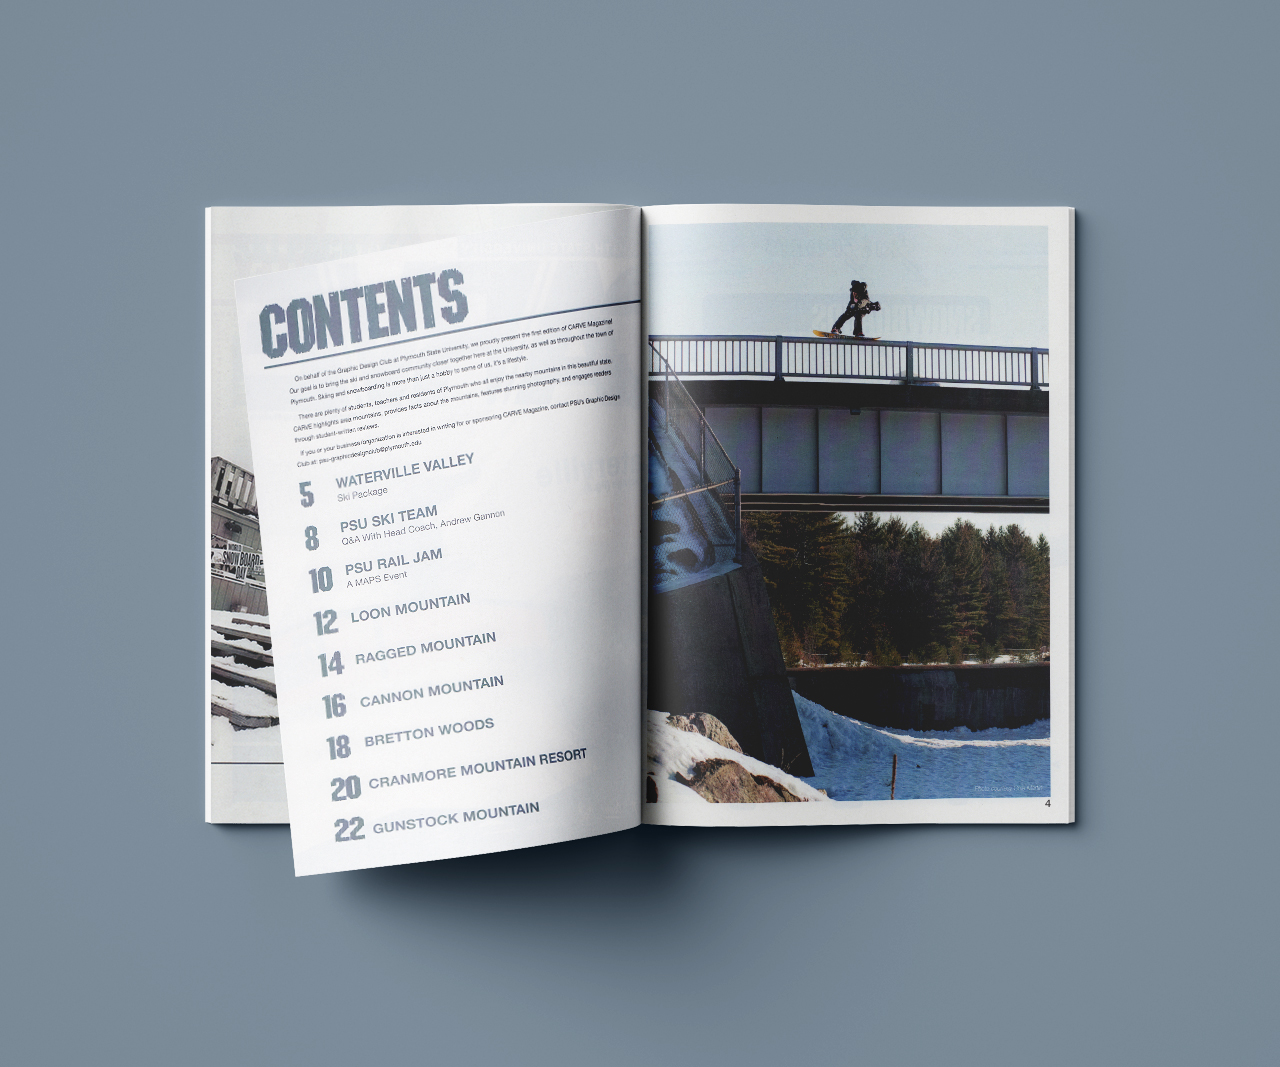 CONTENTS
On behalf of the Graphic Design Club at Plymouth State University, we proudly present the first edition of CARVE Magazine!
Our goal is to bring the ski and snowboard community closer together here at the University, as well as throughout the town of
Plymouth. Skiing and snowboarding is more than just a hobby to some of us, it's a lifestyle.
There are plenty of students, teachers and residents of Plymouth who all enjoy the nearby mountains in this beautiful state.
CARVE highlights area mountains, provides facts about the mountains, features stunning photography, and engages readers
through student-written reviews.
If you or your business/organization is interested in writing for or sponsoring CARVE Magazine, contact PSU's Graphic Design
Club at: psu-graphicdesignclub@plymouth.edu
5 WATERVILLE VALLEY
Ski Package
8 PSU SKI TEAM
Q&A With Head Coach, Andrew Gannon
10 PSU RAIL JAM
A MAPS Event
12 LOON MOUNTAIN
14 RAGGED MOUNTAIN
16 CANNON MOUNTAIN
18 BRETTON WOODS
20 CRANMORE MOUNTAIN RESORT
22 GUNSTOCK MOUNTAIN
WORLD
SNOWBOARD
DAY
Photo courtesy
4